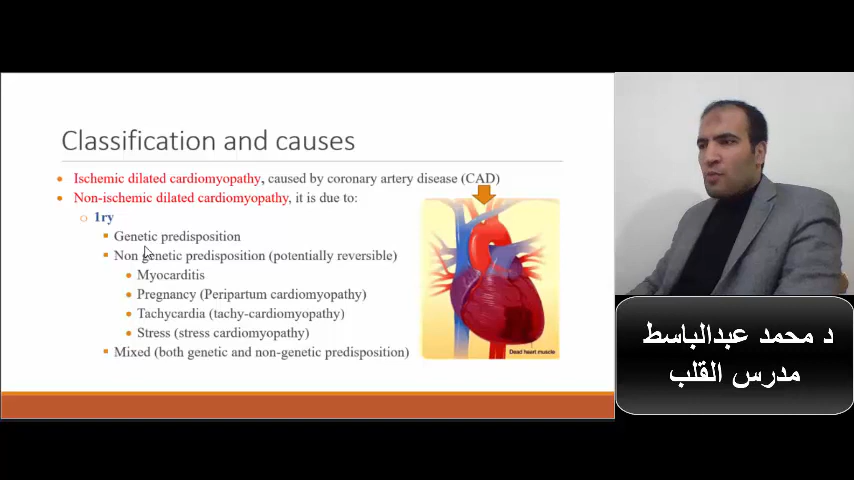 Classification and causes
Ischemic dilated cardiomyopathy, caused by coronary artery disease (CAD)
Non-ischemic dilated cardiomyopathy, it is due to:
1ry
Genetic predisposition
Non genetic predisposition (potentially reversible)
Myocarditis
Pregnancy (Peripartum cardiomyopathy)
Tachycardia (tachy-cardiomyopathy)
Stress (stress cardiomyopathy)
Mixed (both genetic and non-genetic predisposition)
Dead heart muscle
د محمد عبدالباسط
مدرس القلب